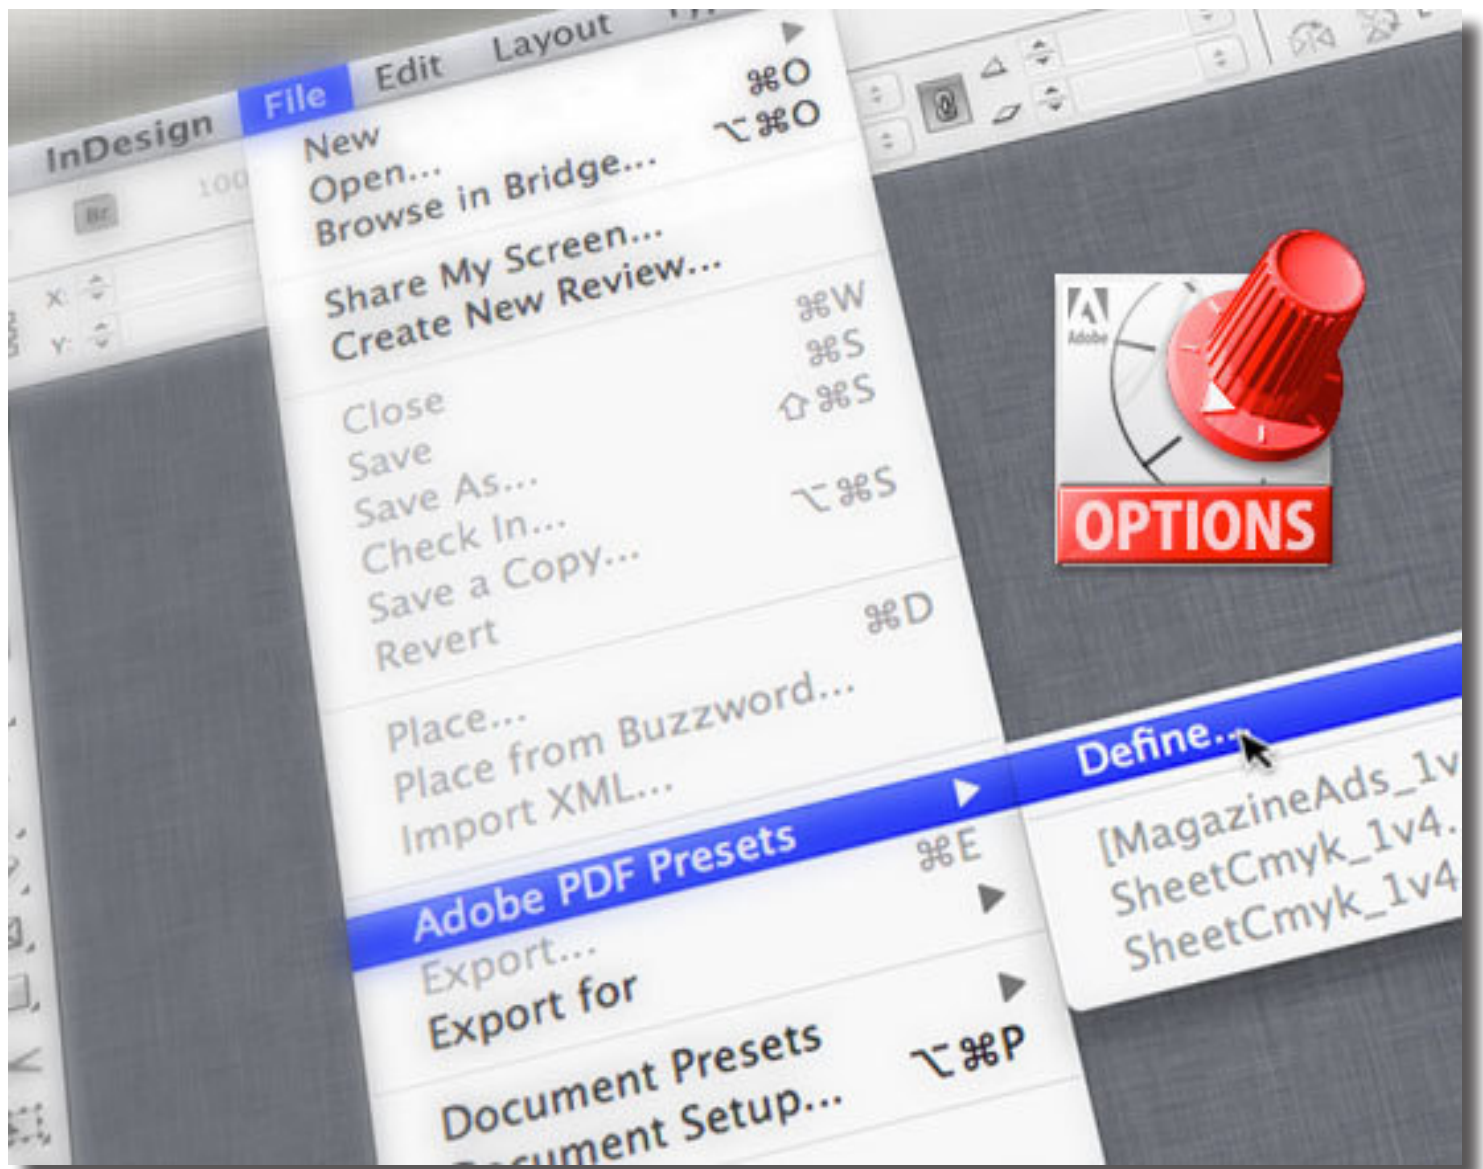 InDesign File Edit Layout
Br 100
X:
Y:
New
Open... ⌘O
Browse in Bridge... ⌥⌘O
Share My Screen...
Create New Review...
Close ⌘W
Save ⌘S
Save As... ⇧⌘S
Check In...
Save a Copy... ⌥⌘S
Revert
Place... ⌘D
Place from Buzzword...
Import XML...
Adobe PDF Presets
Export... ⌘E
Export for
Document Presets
Document Setup... ⌥⌘P
Adobe
OPTIONS
Define...
[MagazineAds_1v
SheetCmyk_1v4.
SheetCmyk_1v4